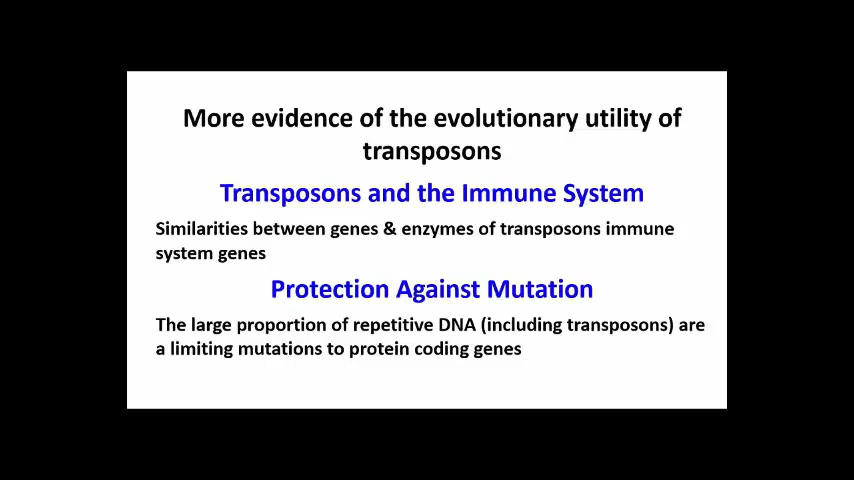 More evidence of the evolutionary utility of
transposons
Transposons and the Immune System
Similarities between genes & enzymes of transposons immune
system genes
Protection Against Mutation
The large proportion of repetitive DNA (including transposons) are
a limiting mutations to protein coding genes